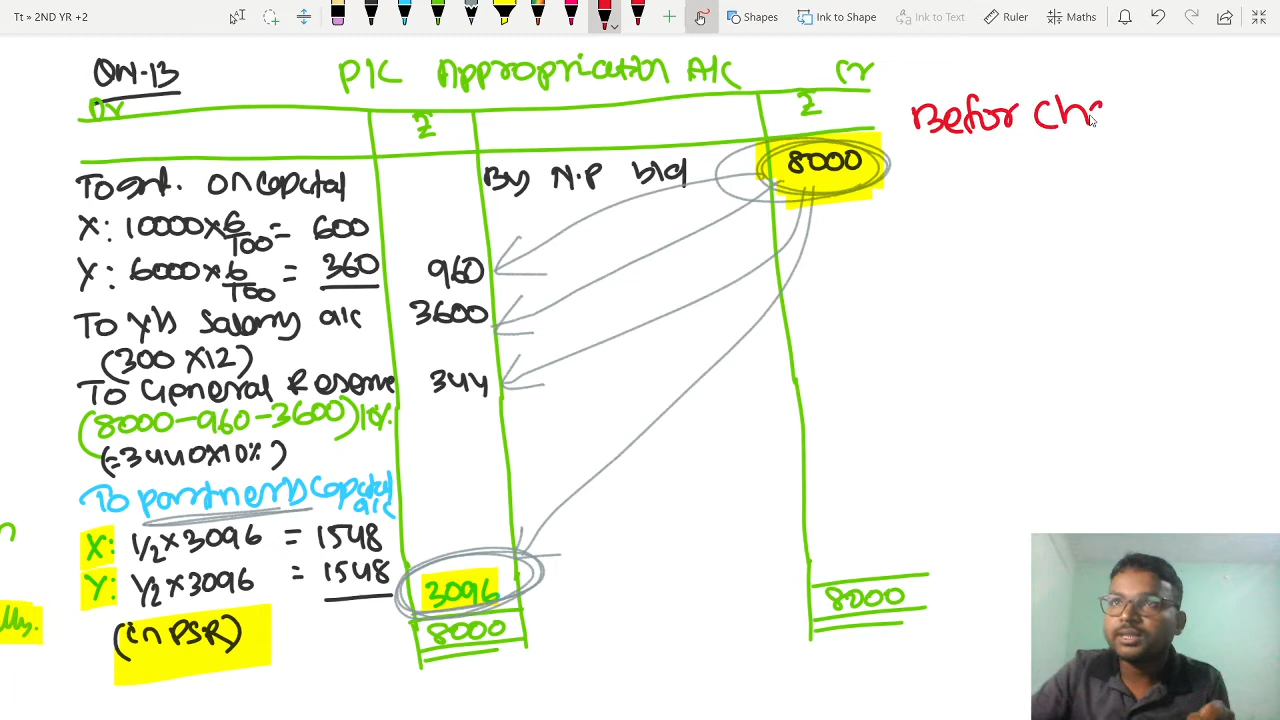 Tt » 2ND YR +2
Shapes
Ink to Shape
Ink to Text
Ruler
Maths
QN-13
P/L Appropriation A/C
Dr
Cr
₹
₹
To Int. on Capital
By N.P b/d
8000
X: 10000×6/100= 600
Y: 6000×6/100 = 360
960
To Y's Salary a/c
3600
(300 ×12)
To General Reserve
344
(8000-960-3600)10%
(=3440×10%)
To partner's Capital a/c
X: 1/2×3096 = 1548
Y: 1/2×3096 = 1548
3096
8000
8000
(in PSR)
Befor Cha